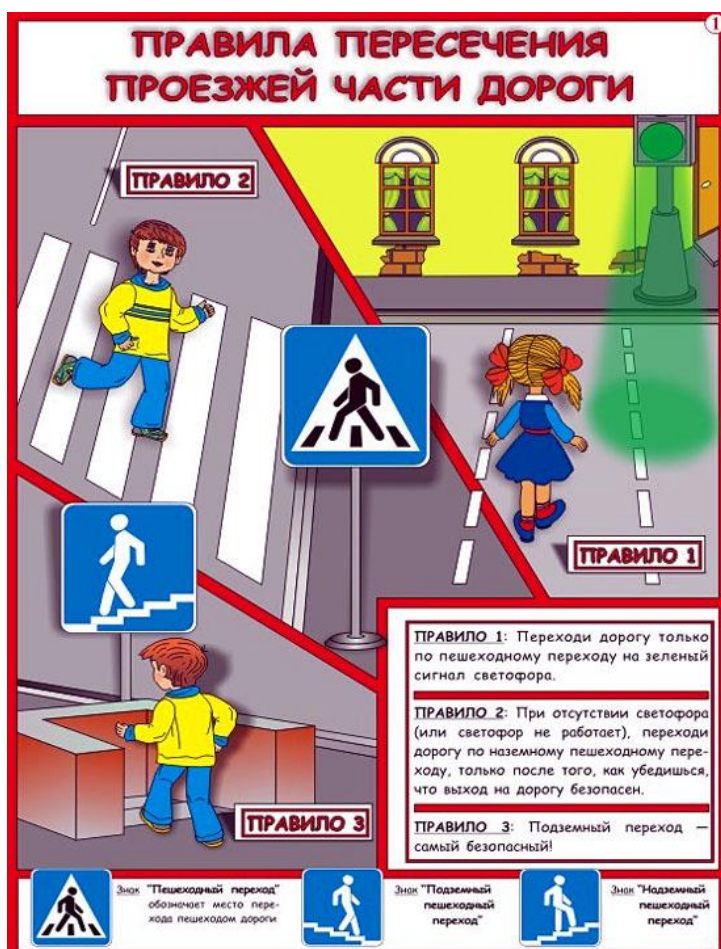 1
ПРАВИЛА ПЕРЕСЕЧЕНИЯ
ПРОЕЗЖЕЙ ЧАСТИ ДОРОГИ
ПРАВИЛО 2
ПРАВИЛО 1
ПРАВИЛО 3
ПРАВИЛО 1: Переходи дорогу только
по пешеходному переходу на зеленый
сигнал светофора.
ПРАВИЛО 2: При отсутствии светофора
(или светофор не работает), переходи
дорогу по наземному пешеходному пере-
ходу, только после того, как убедишься,
что выход на дорогу безопасен.
ПРАВИЛО 3: Подземный переход —
самый безопасный!
Знак "Пешеходный переход"
обозначает место пере-
хода пешеходом дороги
Знак "Подземный
пешеходный
переход"
Знак "Надземный
пешеходный
переход"